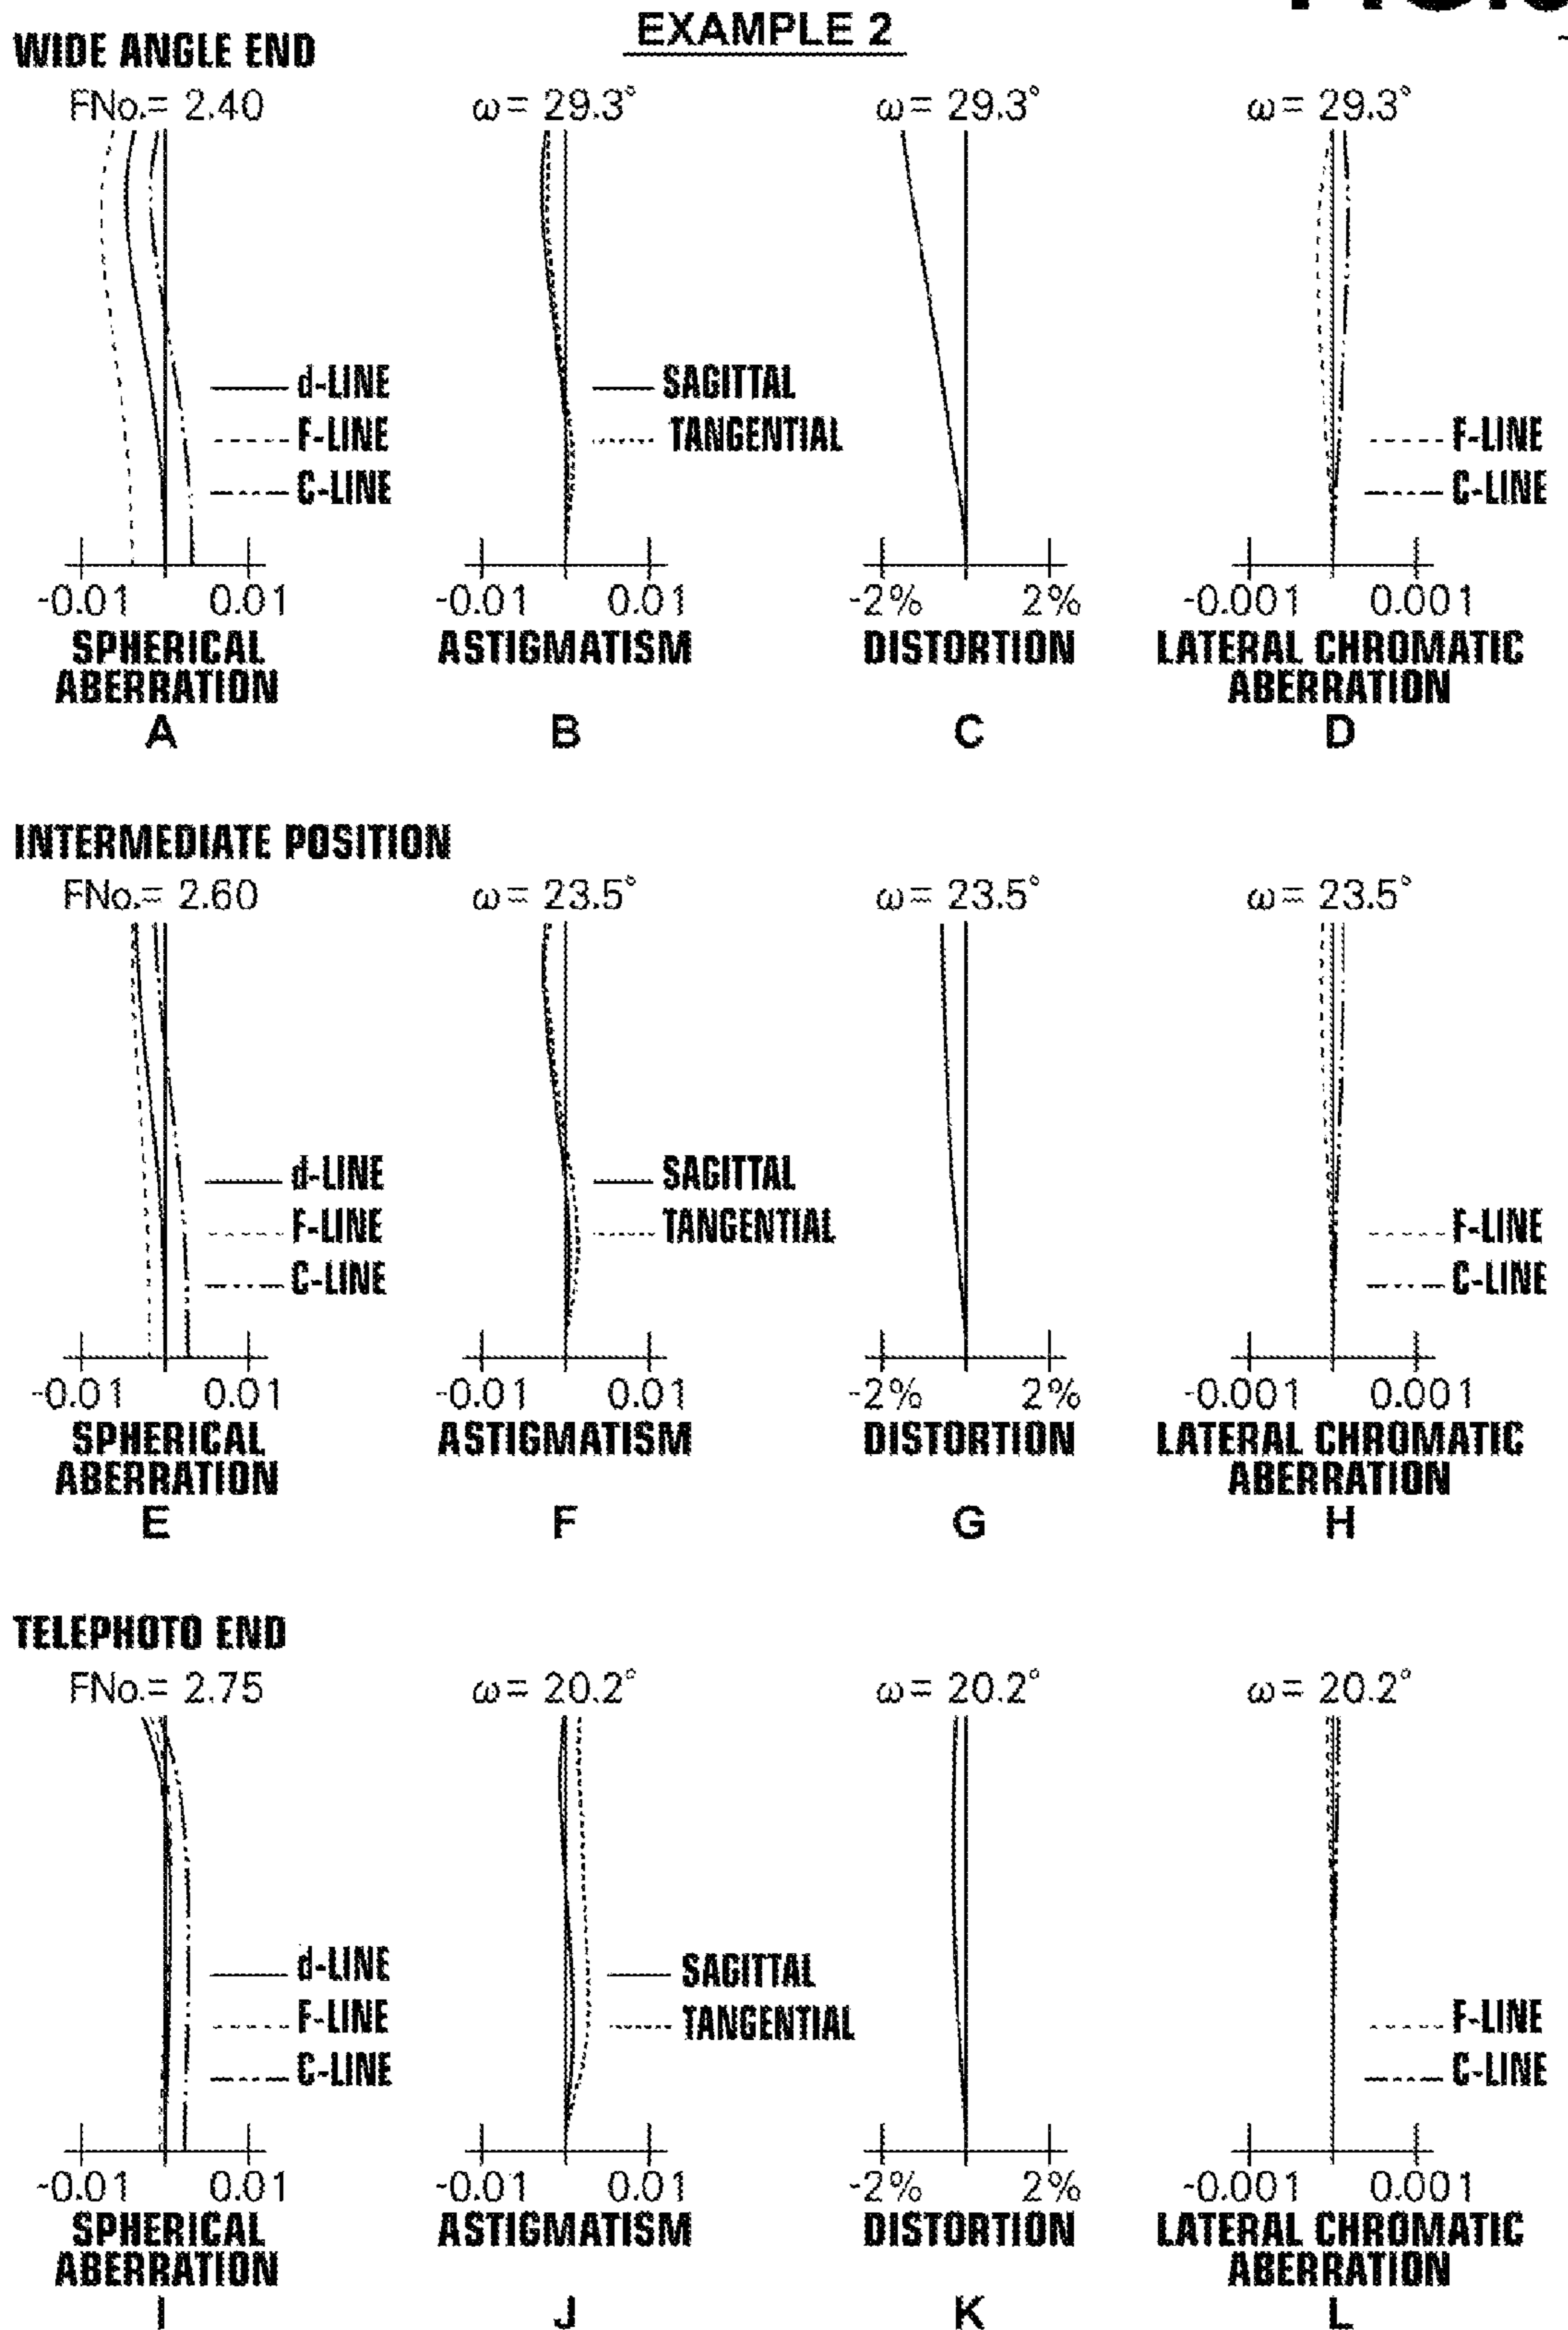 EXAMPLE 2
WIDE ANGLE END
FNo.= 2.40
ω= 29.3°
ω= 29.3°
ω= 29.3°
d-LINE
F-LINE
C-LINE
SAGITTAL
TANGENTIAL
F-LINE
C-LINE
-0.01 0.01
-0.01 0.01
-2% 2%
-0.001 0.001
SPHERICAL
ABERRATION
ASTIGMATISM
DISTORTION
LATERAL CHROMATIC
ABERRATION
A
B
C
D
INTERMEDIATE POSITION
FNo.= 2.60
ω= 23.5°
ω= 23.5°
ω= 23.5°
d-LINE
F-LINE
C-LINE
SAGITTAL
TANGENTIAL
F-LINE
C-LINE
-0.01 0.01
-0.01 0.01
-2% 2%
-0.001 0.001
SPHERICAL
ABERRATION
ASTIGMATISM
DISTORTION
LATERAL CHROMATIC
ABERRATION
E
F
G
H
TELEPHOTO END
FNo.= 2.75
ω= 20.2°
ω= 20.2°
ω= 20.2°
d-LINE
F-LINE
C-LINE
SAGITTAL
TANGENTIAL
F-LINE
C-LINE
-0.01 0.01
-0.01 0.01
-2% 2%
-0.001 0.001
SPHERICAL
ABERRATION
ASTIGMATISM
DISTORTION
LATERAL CHROMATIC
ABERRATION
I
J
K
L